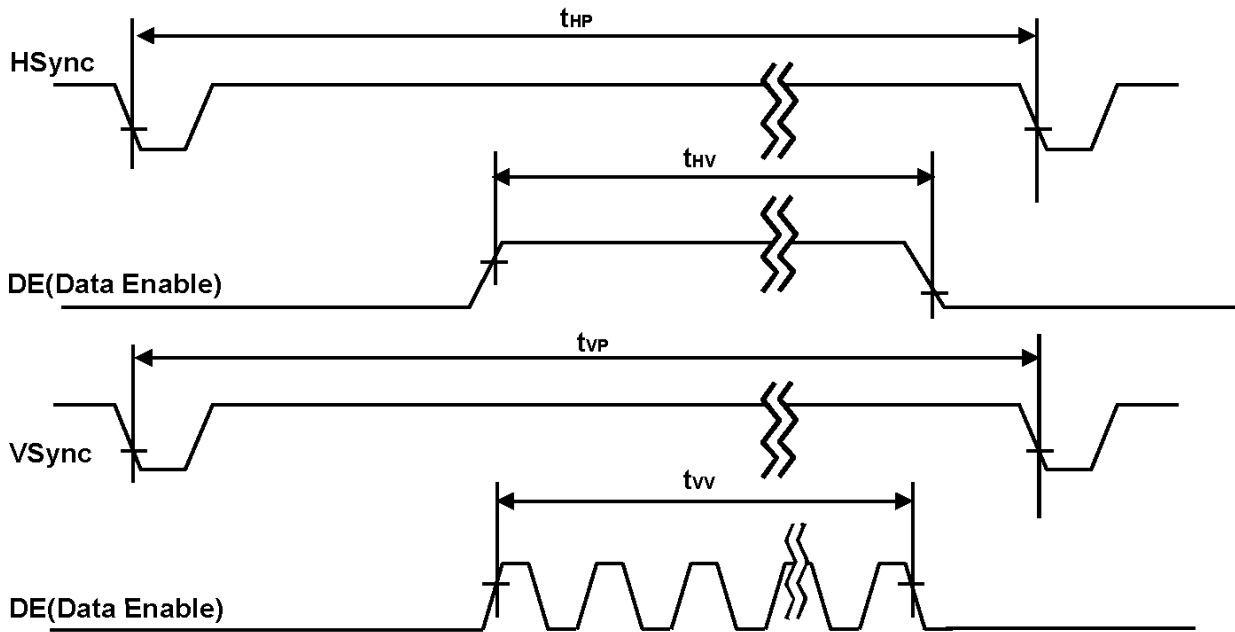 tHP
HSync
tHV
DE(Data Enable)
tVP
VSync
tVV
DE(Data Enable)